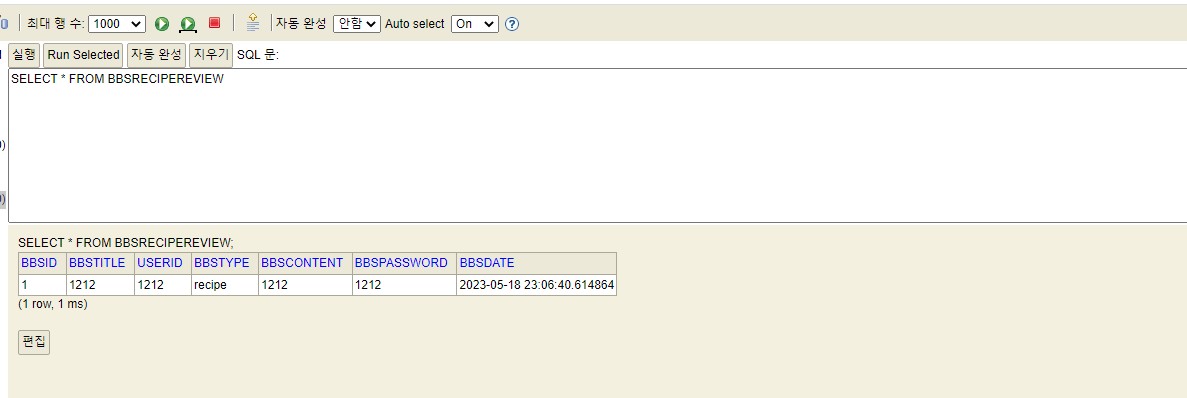 최대 행 수: 1000 자동 완성 안함 Auto select On
실행 Run Selected 자동 완성 지우기 SQL 문:
SELECT * FROM BBSRECIPEREVIEW
SELECT * FROM BBSRECIPEREVIEW;
BBSID BBSTITLE USERID BBSTYPE BBSCONTENT BBSPASSWORD BBSDATE
1 1212 1212 recipe 1212 1212 2023-05-18 23:06:40.614864
(1 row, 1 ms)
편집